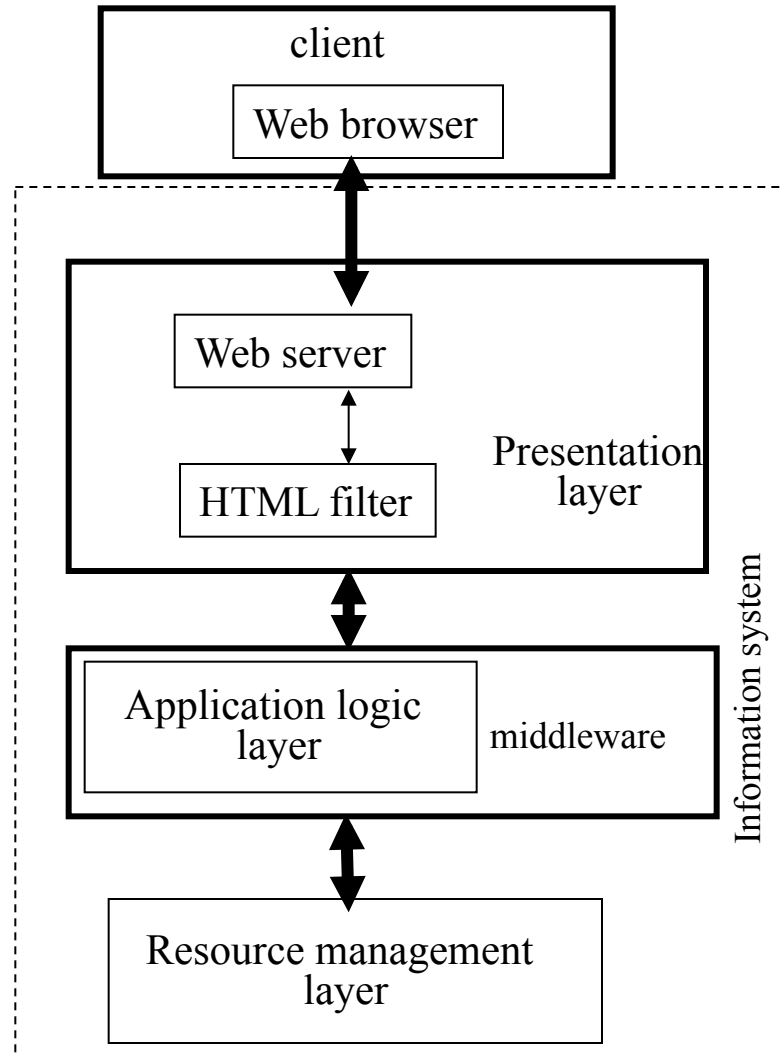 client
Web browser
Web server
HTML filter
Presentation
layer
Information system
Application logic
layer
middleware
Resource management
layer